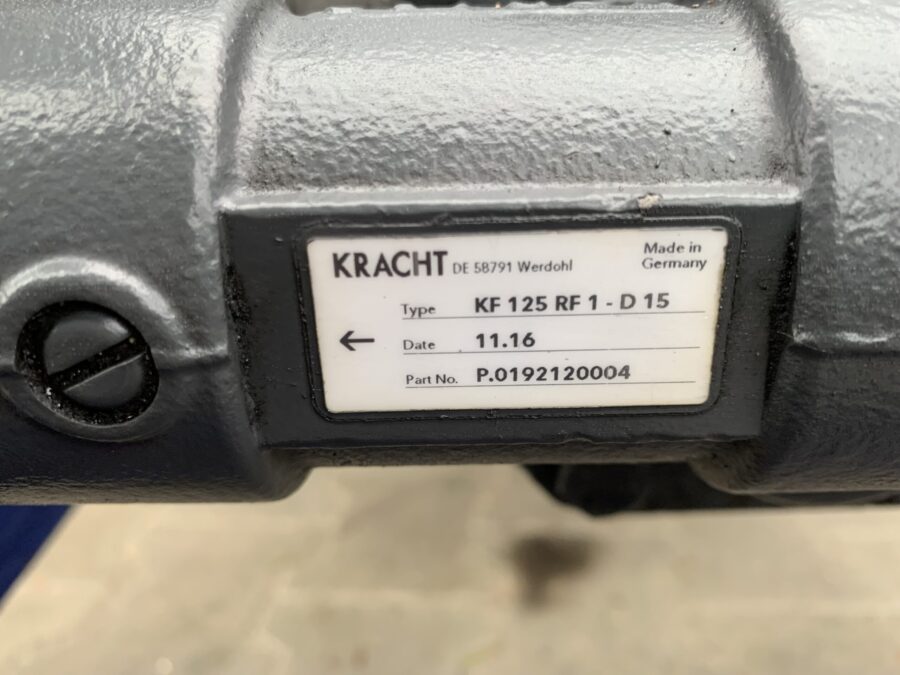 KRACHT DE 58791 Werdohl
Made in
Germany
Type KF 125 RF 1 - D 15
← Date 11.16
Part No. P.0192120004